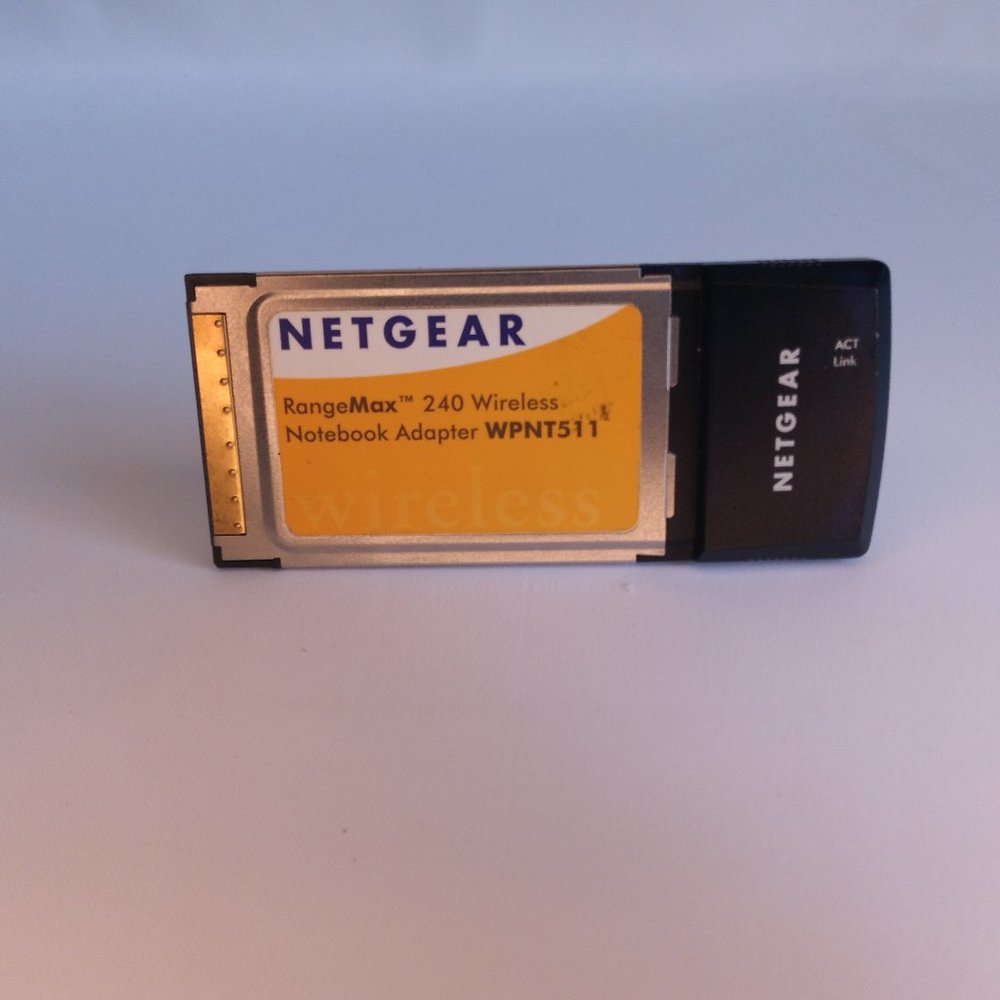 NETGEAR
RangeMax™ 240 Wireless
Notebook Adapter WPNT511
wireless
NETGEAR
ACT
Link